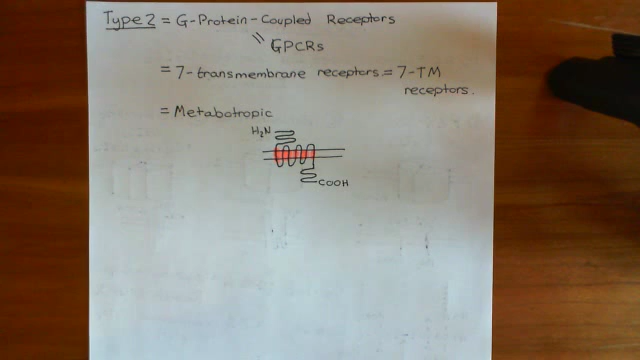 Type 2 = G-Protein-Coupled Receptors
= GPCRs
= 7-transmembrane receptors = 7-TM
receptors.
= Metabotropic
H₂N
COOH